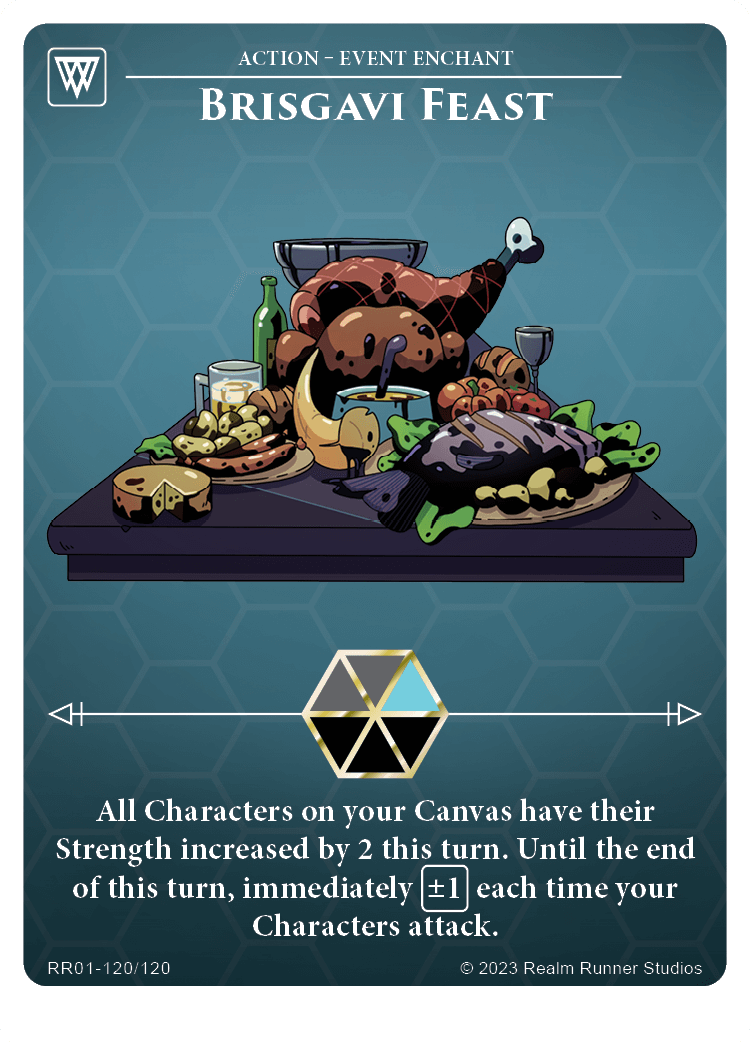 ACTION – EVENT ENCHANT
BRISGAVI FEAST
All Characters on your Canvas have their
Strength increased by 2 this turn. Until the end
of this turn, immediately ±1 each time your
Characters attack.
RR01-120/120
© 2023 Realm Runner Studios